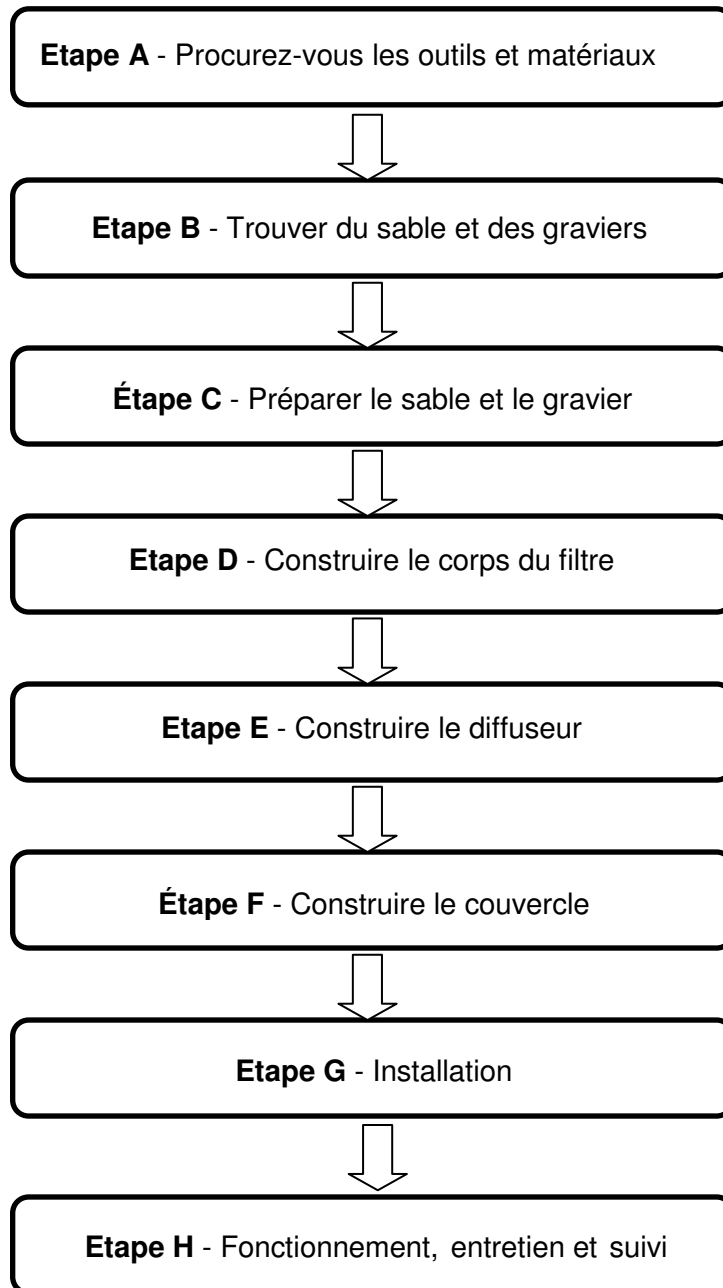 Etape A - Procurez-vous les outils et matériaux
Etape B - Trouver du sable et des graviers
Étape C - Préparer le sable et le gravier
Etape D - Construire le corps du filtre
Etape E - Construire le diffuseur
Étape F - Construire le couvercle
Etape G - Installation
Etape H - Fonctionnement, entretien et suivi